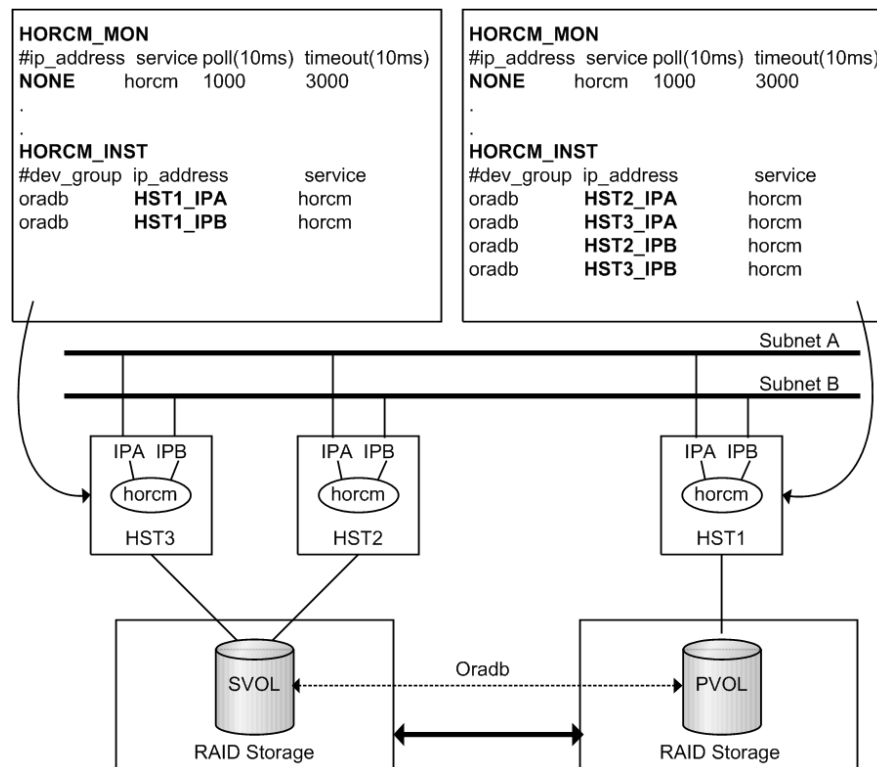 HORCM_MON
#ip_address service poll(10ms) timeout(10ms)
NONE horcm 1000 3000
.
.
HORCM_INST
#dev_group ip_address service
oradb HST1_IPA horcm
oradb HST1_IPB horcm
HORCM_MON
#ip_address service poll(10ms) timeout(10ms)
NONE horcm 1000 3000
.
.
HORCM_INST
#dev_group ip_address service
oradb HST2_IPA horcm
oradb HST3_IPA horcm
oradb HST2_IPB horcm
oradb HST3_IPB horcm
Subnet A
Subnet B
IPA IPB
horcm
HST3
IPA IPB
horcm
HST2
IPA IPB
horcm
HST1
SVOL
Oradb
PVOL
RAID Storage
RAID Storage